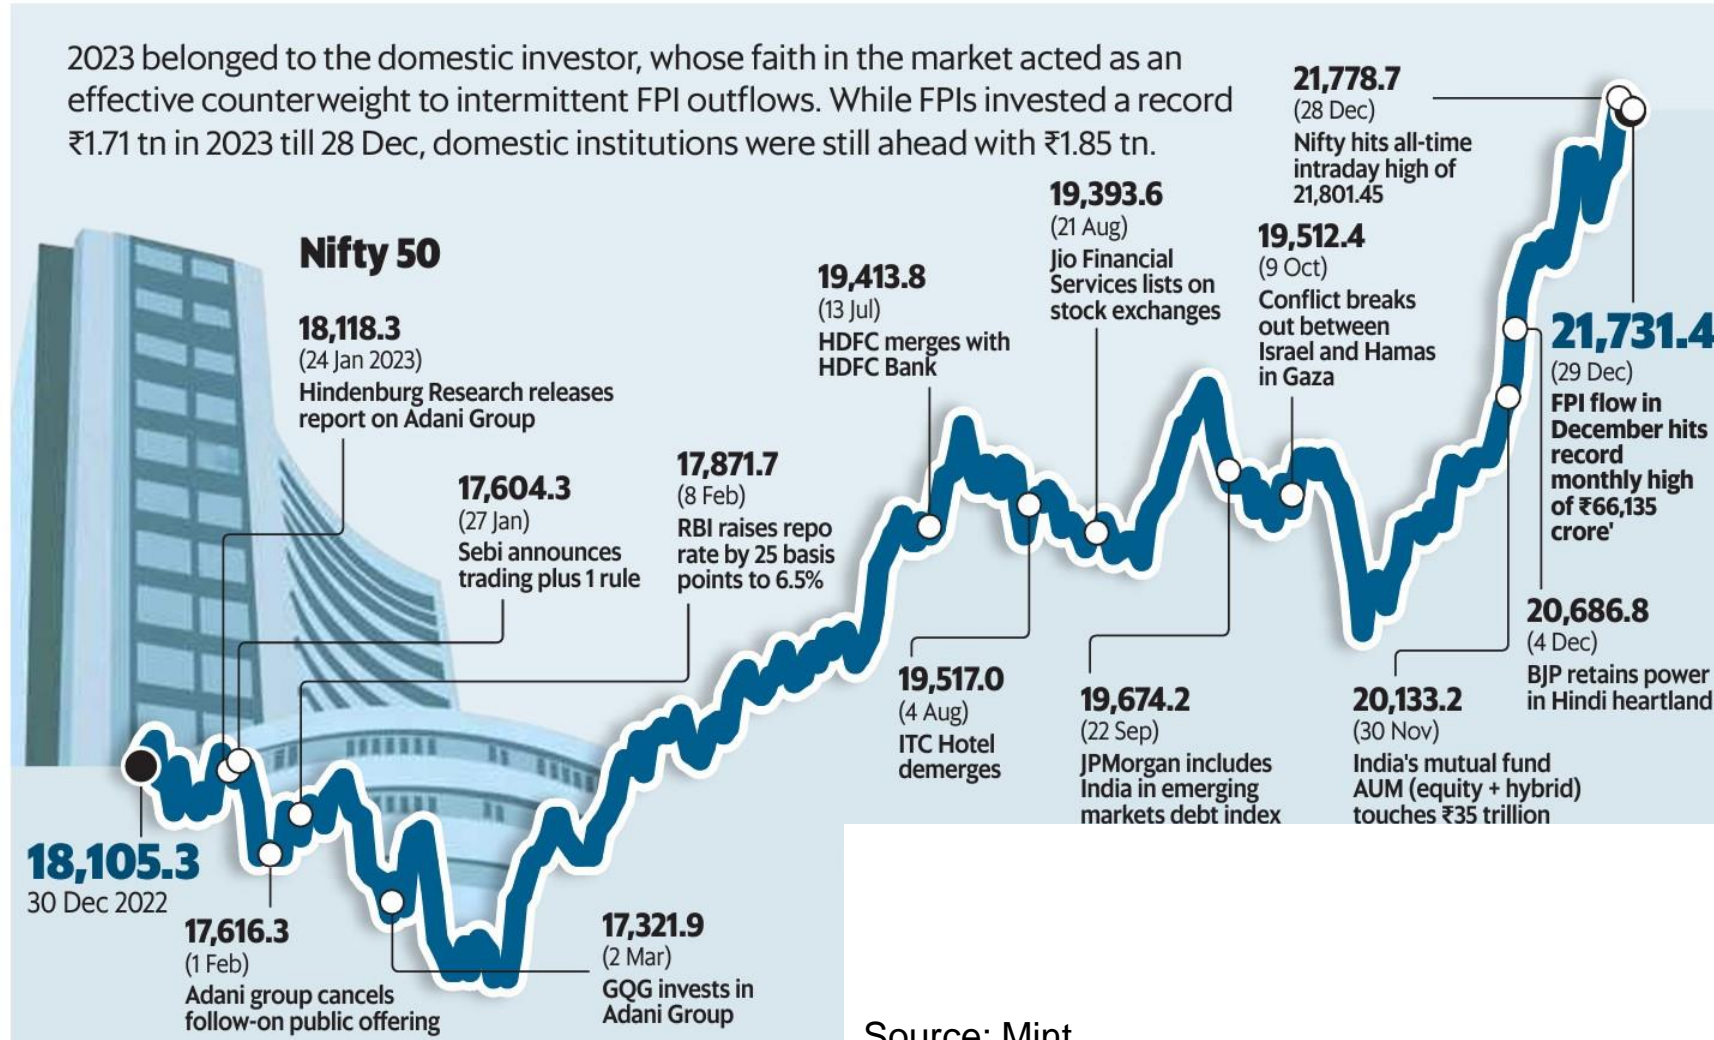 2023 belonged to the domestic investor, whose faith in the market acted as an
effective counterweight to intermittent FPI outflows. While FPIs invested a record
₹1.71 tn in 2023 till 28 Dec, domestic institutions were still ahead with ₹1.85 tn.
Nifty 50
18,105.3
30 Dec 2022
18,118.3
(24 Jan 2023)
Hindenburg Research releases
report on Adani Group
17,604.3
(27 Jan)
Sebi announces
trading plus 1 rule
17,616.3
(1 Feb)
Adani group cancels
follow-on public offering
17,871.7
(8 Feb)
RBI raises repo
rate by 25 basis
points to 6.5%
17,321.9
(2 Mar)
GQG invests in
Adani Group
19,413.8
(13 Jul)
HDFC merges with
HDFC Bank
19,517.0
(4 Aug)
ITC Hotel
demerges
19,393.6
(21 Aug)
Jio Financial
Services lists on
stock exchanges
19,674.2
(22 Sep)
JPMorgan includes
India in emerging
markets debt index
19,512.4
(9 Oct)
Conflict breaks
out between
Israel and Hamas
in Gaza
20,133.2
(30 Nov)
India's mutual fund
AUM (equity + hybrid)
touches ₹35 trillion
20,686.8
(4 Dec)
BJP retains power
in Hindi heartland
21,778.7
(28 Dec)
Nifty hits all-time
intraday high of
21,801.45
21,731.4
(29 Dec)
FPI flow in
December hits
record
monthly high
of ₹66,135
crore'
Source: Mint